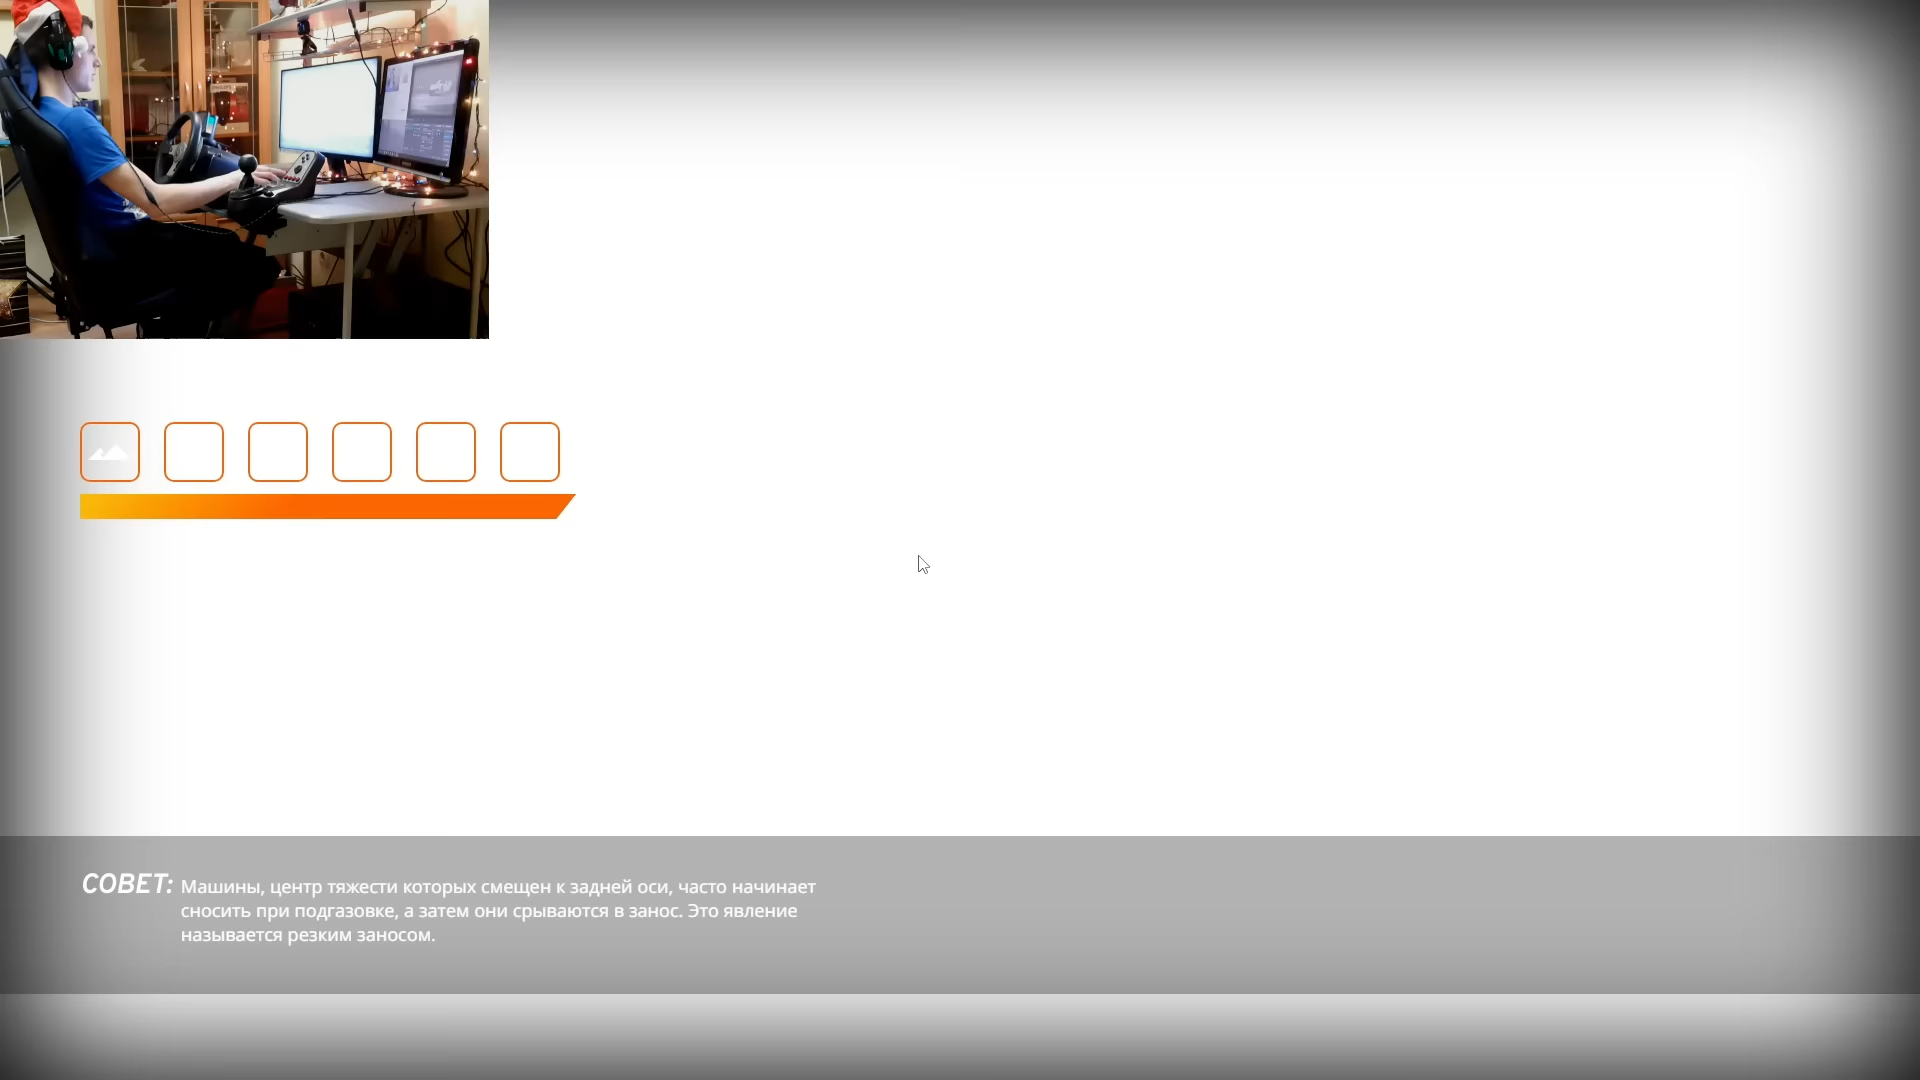 СОВЕТ: Машины, центр тяжести которых смещен к задней оси, часто начинает
сносить при подгазовке, а затем они срываются в занос. Это явление
называется резким заносом.